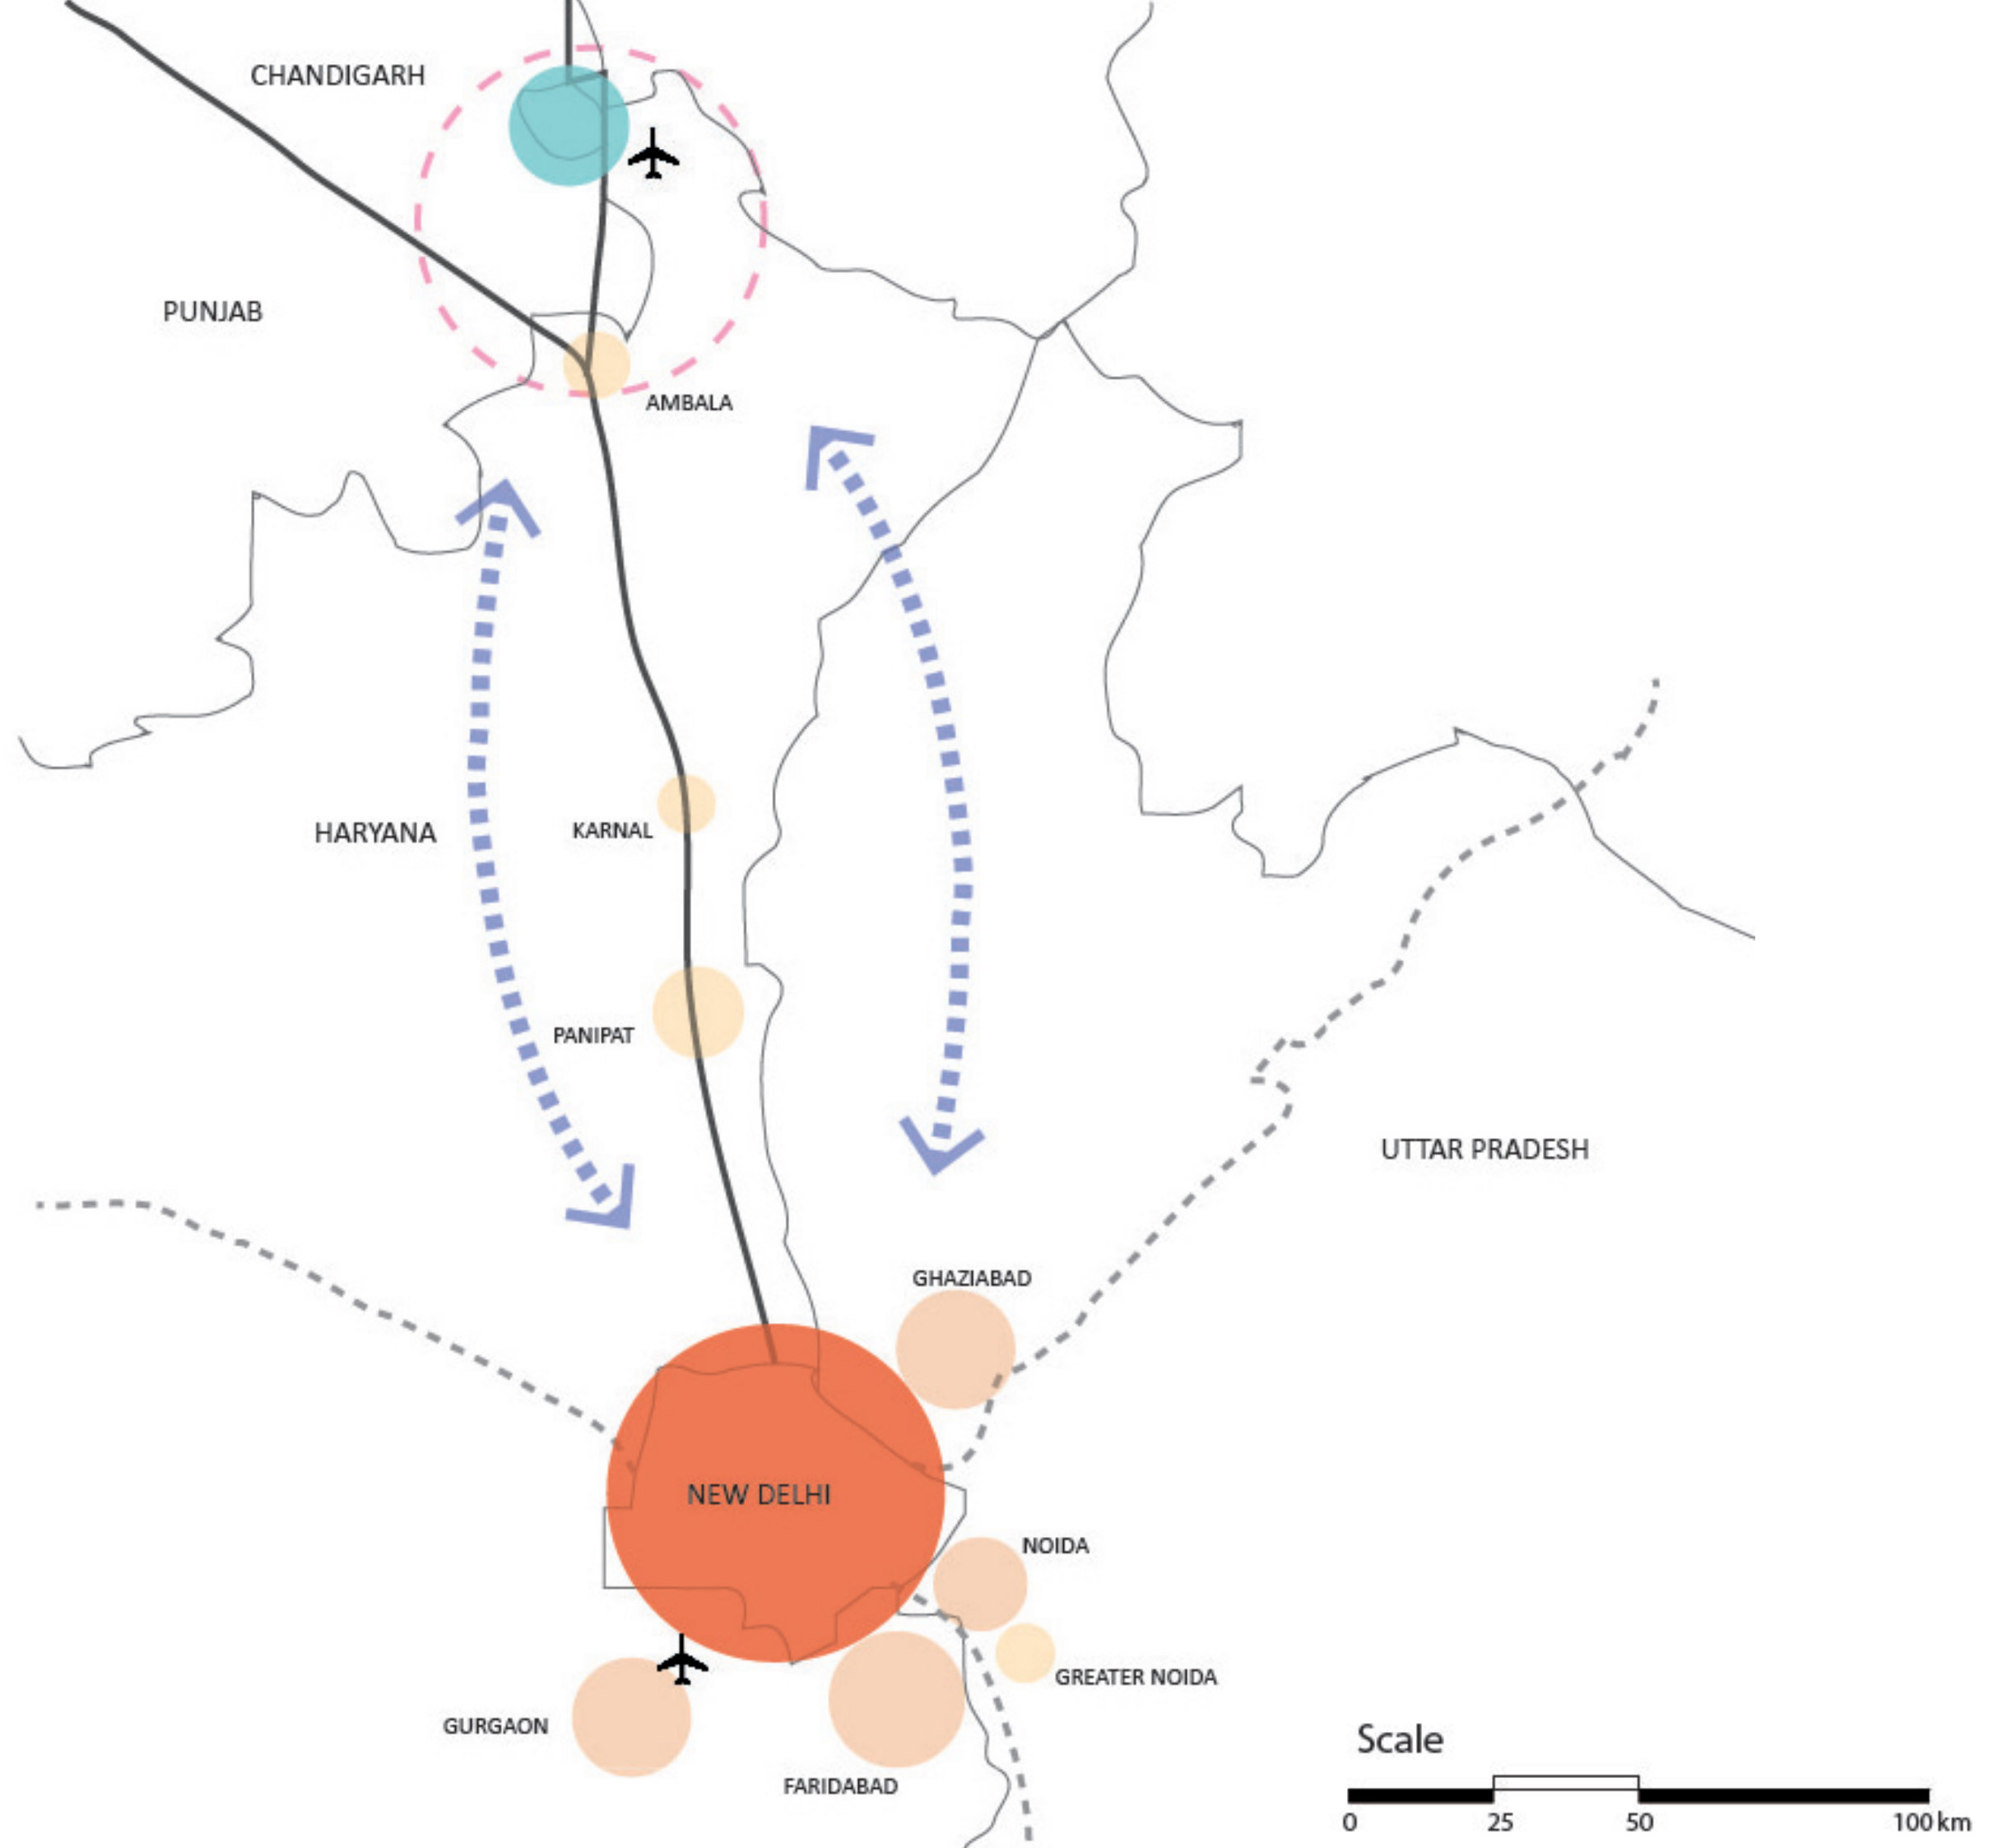 CHANDIGARH
PUNJAB
AMBALA
HARYANA
KARNAL
PANIPAT
UTTAR PRADESH
GHAZIABAD
NEW DELHI
NOIDA
GREATER NOIDA
GURGAON
FARIDABAD
Scale
0 25 50 100 km